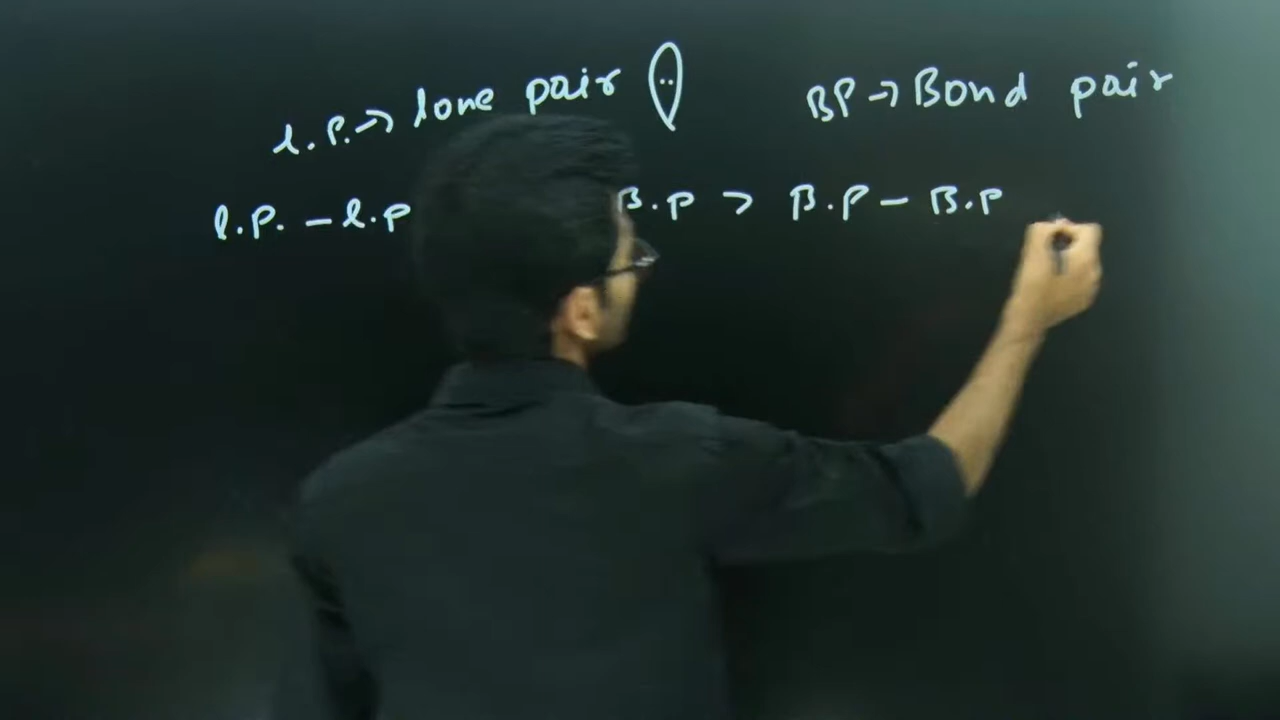 l.P.→ lone pair BP→Bond pair
l.P. - l.p B.P > B.P - B.P